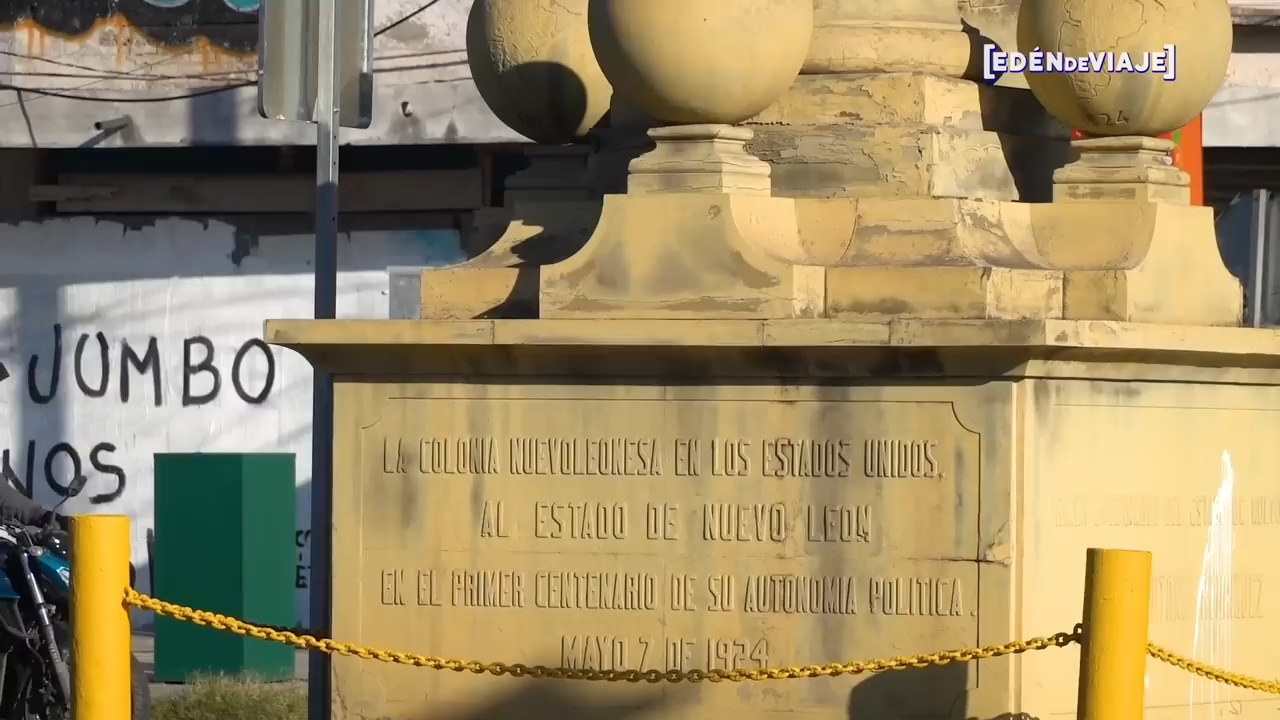 [EDÉNDEVIAJE]
24
JUMBO
NOS
LA COLONIA NUEVOLEONESA EN LOS ESTADOS UNIDOS,
AL ESTADO DE NUEVO LEON
EN EL PRIMER CENTENARIO DE SU AUTONOMIA POLITICA.
MAYO 7 DE 1924